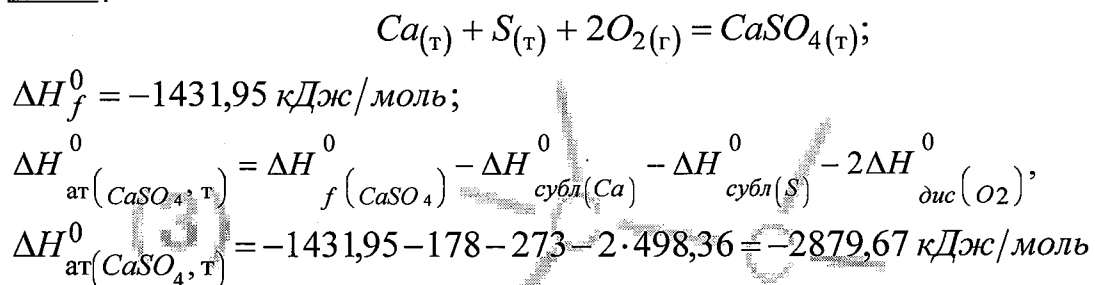 Ca(т) + S(т) + 2O2(г) = CaSO4(т);
ΔH⁰f = −1431,95 кДж/моль;
ΔH⁰ат(CaSO4, т) = ΔH⁰f(CaSO4) − ΔH⁰субл(Ca) − ΔH⁰субл(S) − 2ΔH⁰дис(O2),
ΔH⁰ат(CaSO4, т) = −1431,95−178−273−2·498,36 = −2879,67 кДж/моль